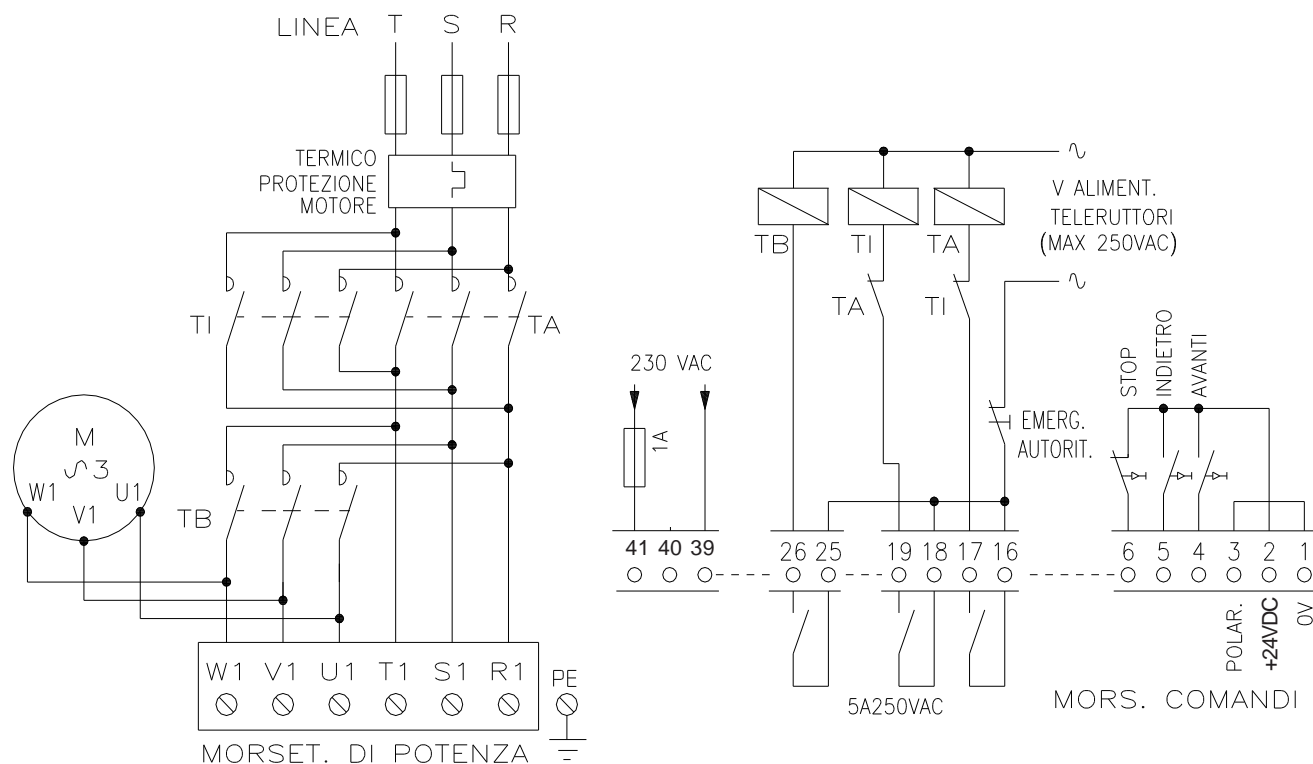 LINEA T S R
TERMICO
PROTEZIONE
MOTORE
TI TA
M
3
W1 V1 U1
TB
W1 V1 U1 T1 S1 R1 PE
MORSET. DI POTENZA
V ALIMENT.
TELERUTTORI
(MAX 250VAC)
TB TI TA
TA TI
230 VAC
1A
EMERG.
AUTORIT.
STOP
INDIETRO
AVANTI
41 40 39 26 25 19 18 17 16 6 5 4 3 2 1
POLAR.
+24VDC
0V
5A250VAC
MORS. COMANDI